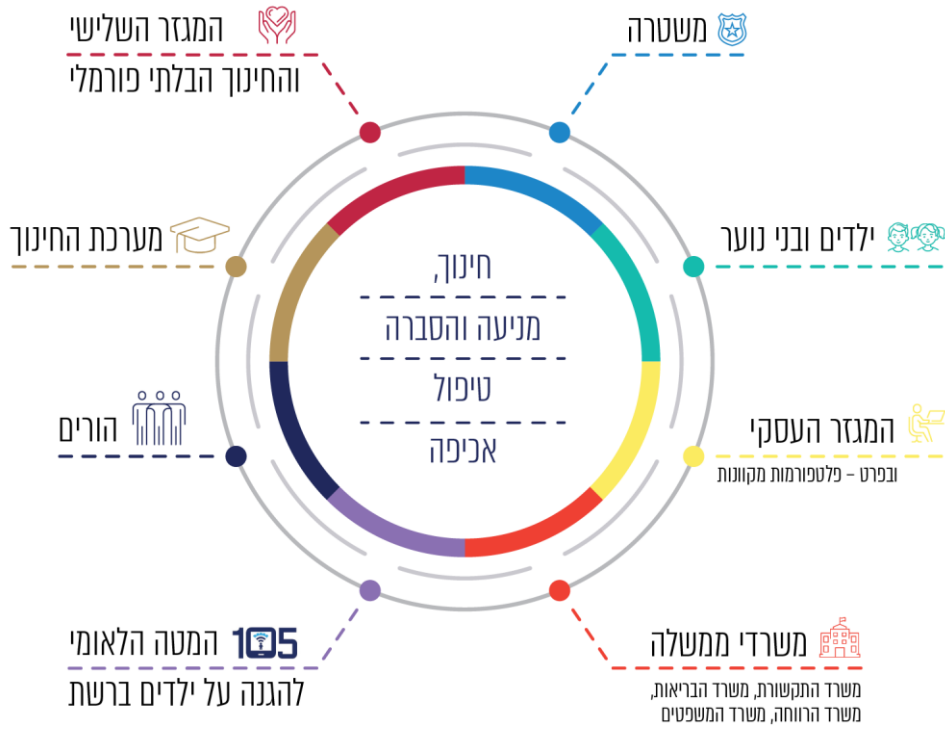 משטרה
ילדים ובני נוער
המגזר העסקי
ובפרט – פלטפורמות מקוונות
משרדי ממשלה
משרד התקשורת, משרד הבריאות,
משרד הרווחה, משרד המשפטים
105 המטה הלאומי
להגנה על ילדים ברשת
הורים
מערכת החינוך
המגזר השלישי
והחינוך הבלתי פורמלי
חינוך,
מניעה והסברה
טיפול
אכיפה